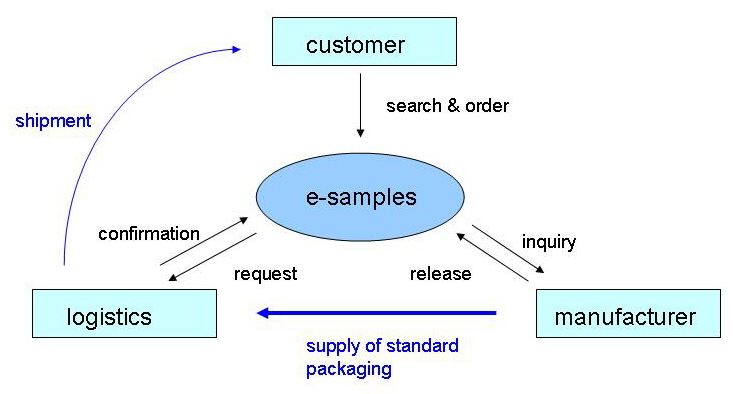 customer
search & order
shipment
e-samples
confirmation
inquiry
request
release
logistics
manufacturer
supply of standard
packaging